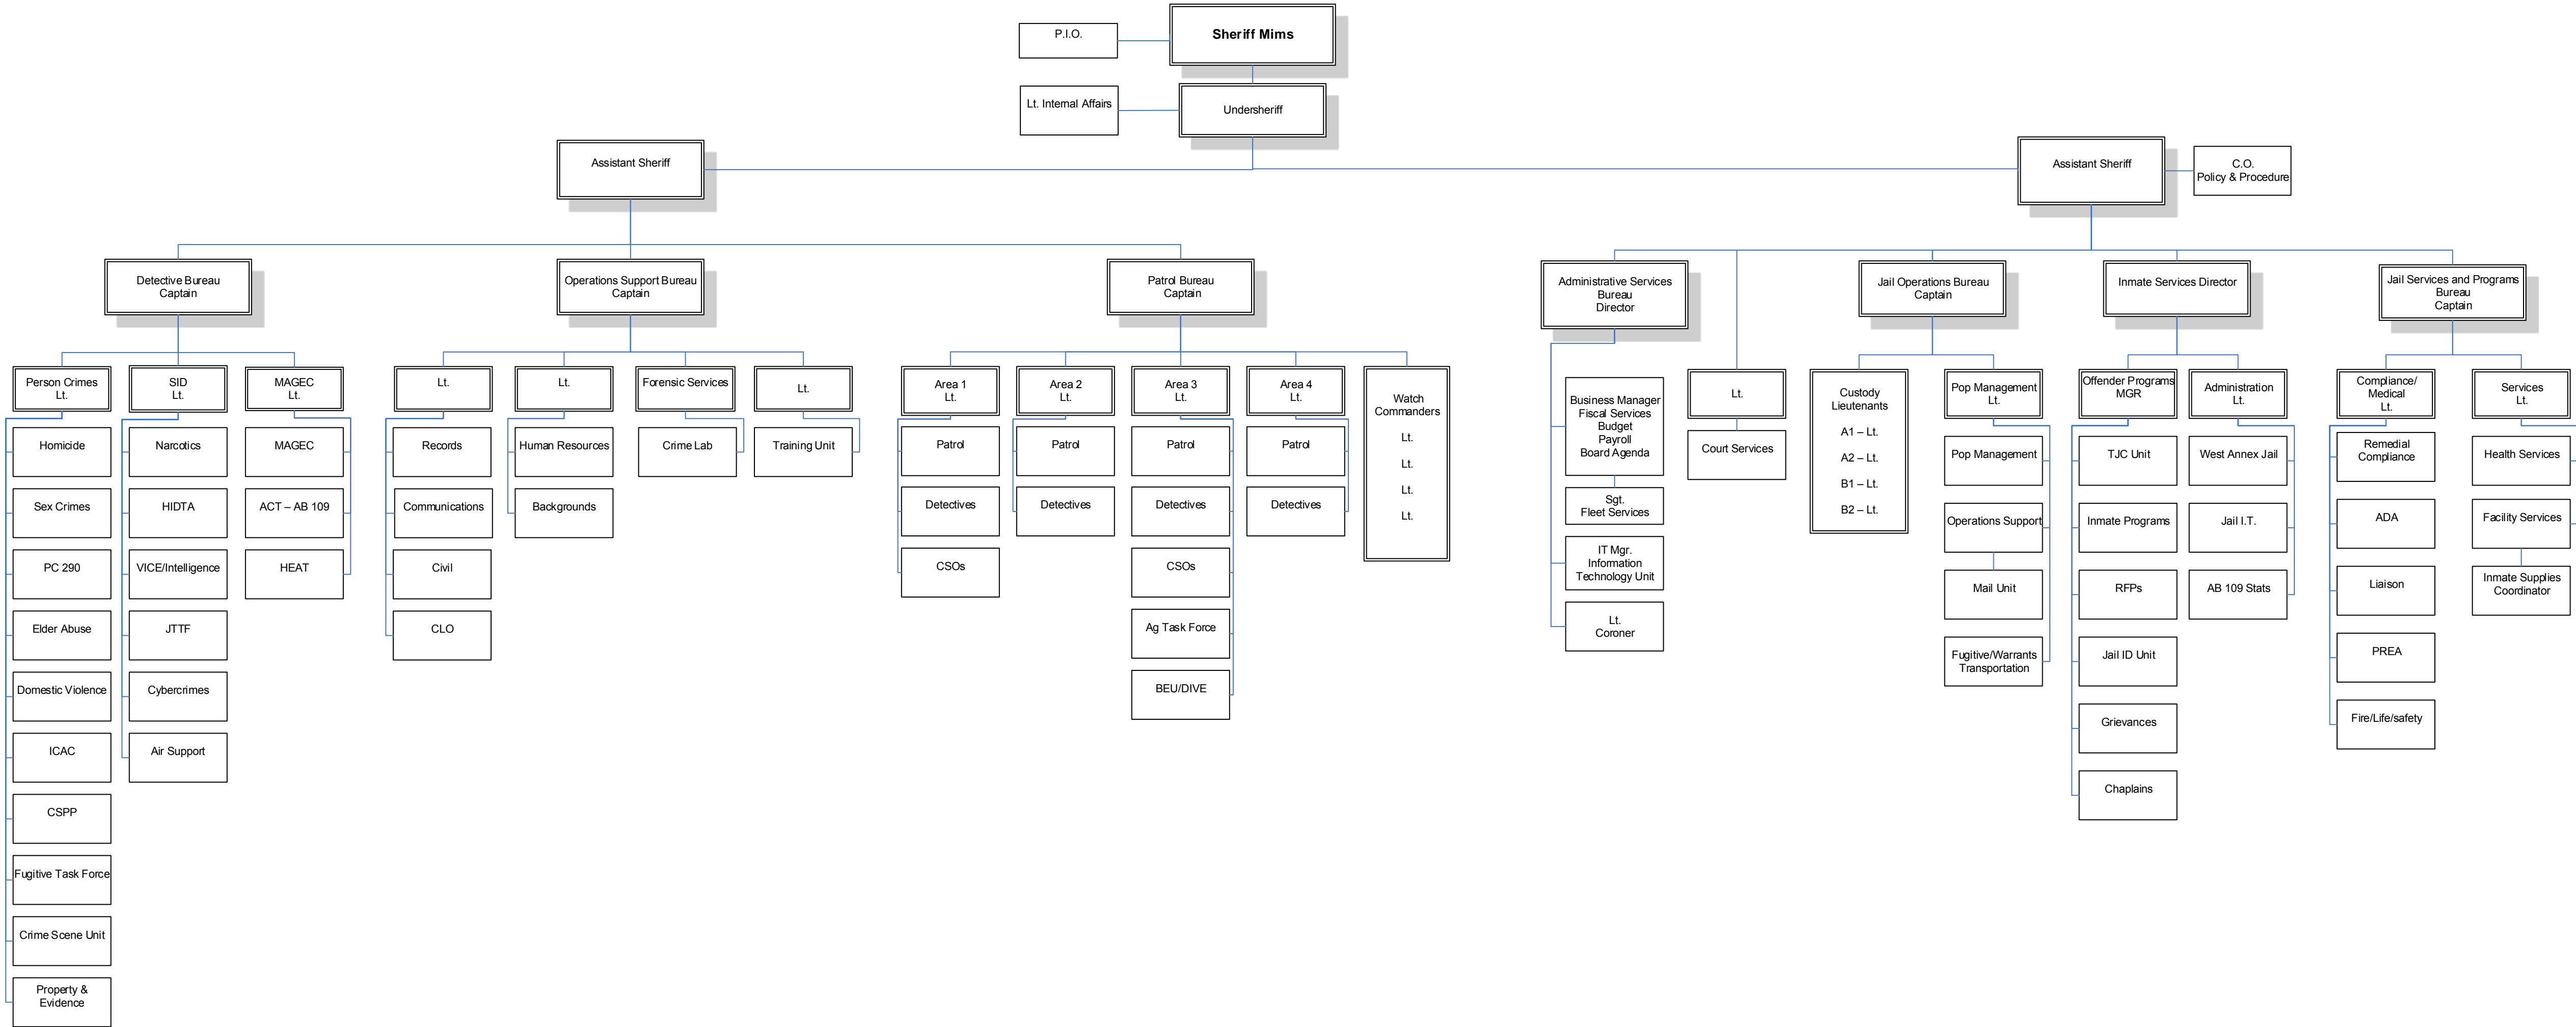 P.I.O.
Sheriff Mims
Lt. Internal Affairs
Undersheriff
Assistant Sheriff
Assistant Sheriff
C.O.
Policy & Procedure
Detective Bureau
Captain
Operations Support Bureau
Captain
Patrol Bureau
Captain
Administrative Services
Bureau
Director
Jail Operations Bureau
Captain
Inmate Services Director
Jail Services and Programs
Bureau
Captain
Person Crimes
Lt.
Homicide
Sex Crimes
PC 290
Elder Abuse
Domestic Violence
ICAC
CSPP
Fugitive Task Force
Crime Scene Unit
Property &
Evidence
SID
Lt.
Narcotics
HIDTA
VICE/Intelligence
JTTF
Cybercrimes
Air Support
MAGEC
Lt.
MAGEC
ACT – AB 109
HEAT
Lt.
Records
Communications
Civil
CLO
Lt.
Human Resources
Backgrounds
Forensic Services
Crime Lab
Lt.
Training Unit
Area 1
Lt.
Patrol
Detectives
CSOs
Area 2
Lt.
Patrol
Detectives
Area 3
Lt.
Patrol
Detectives
CSOs
Ag Task Force
BEU/DIVE
Area 4
Lt.
Patrol
Detectives
Watch
Commanders
Lt.
Lt.
Lt.
Lt.
Business Manager
Fiscal Services
Budget
Payroll
Board Agenda
Sgt.
Fleet Services
IT Mgr.
Information
Technology Unit
Lt.
Coroner
Lt.
Court Services
Custody
Lieutenants
A1 – Lt.
A2 – Lt.
B1 – Lt.
B2 – Lt.
Pop Management
Lt.
Pop Management
Operations Support
Mail Unit
Fugitive/Warrants
Transportation
Offender Programs
MGR
TJC Unit
Inmate Programs
RFPs
Jail ID Unit
Grievances
Chaplains
Administration
Lt.
West Annex Jail
Jail I.T.
AB 109 Stats
Compliance/
Medical
Lt.
Remedial
Compliance
ADA
Liaison
PREA
Fire/Life/safety
Services
Lt.
Health Services
Facility Services
Inmate Supplies
Coordinator